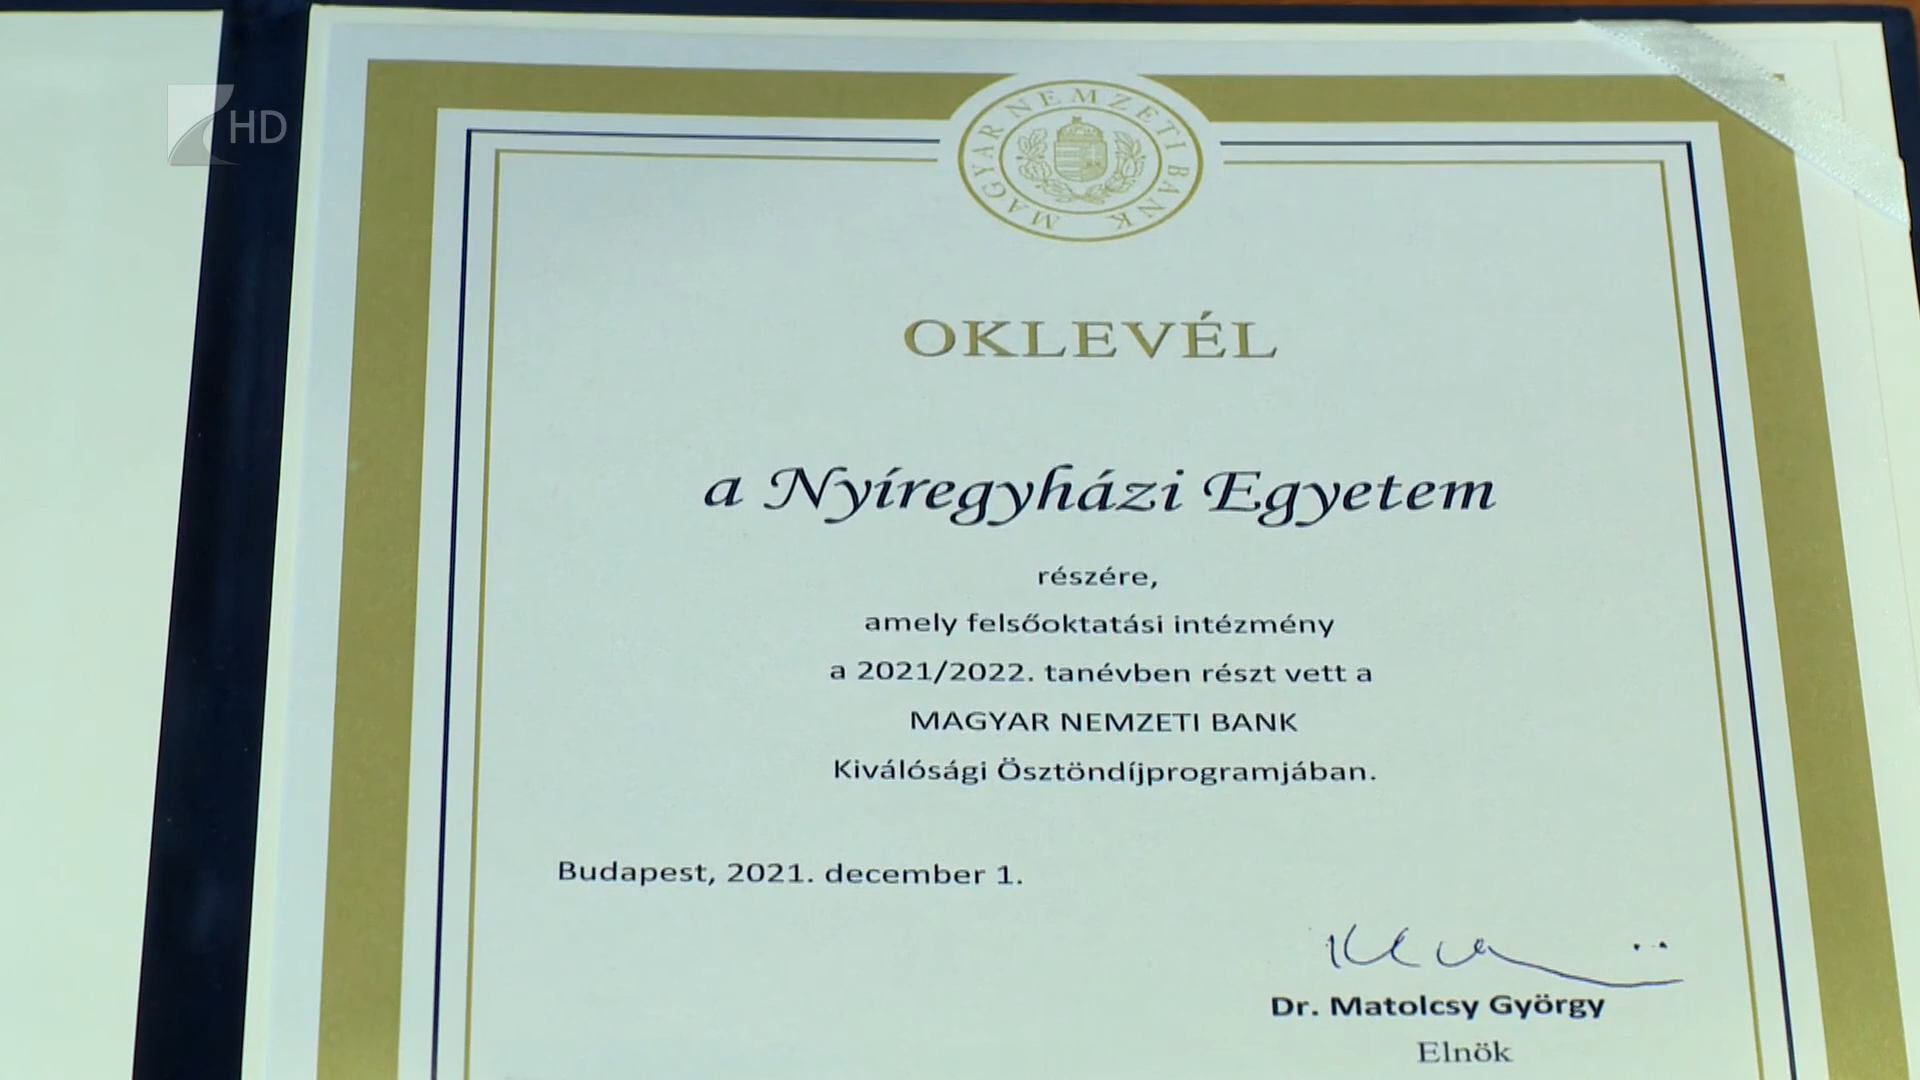 HD
MAGYAR NEMZETI BANK
OKLEVÉL
a Nyíregyházi Egyetem
részére,
amely felsőoktatási intézmény
a 2021/2022. tanévben részt vett a
MAGYAR NEMZETI BANK
Kiválósági Ösztöndíjprogramjában.
Budapest, 2021. december 1.
Dr. Matolcsy György
Elnök